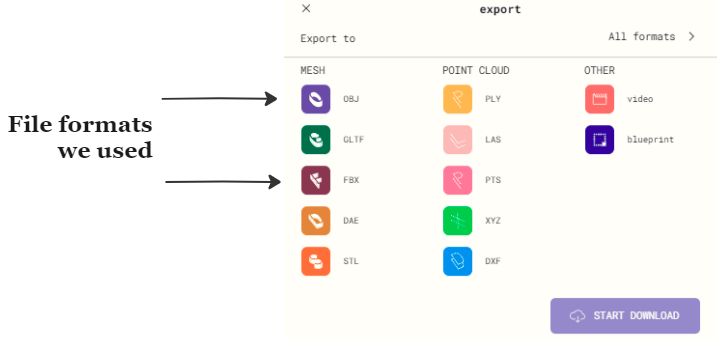 ×
export
Export to
All formats >
MESH
POINT CLOUD
OTHER
OBJ
PLY
video
File formats
we used
GLTF
LAS
blueprint
FBX
PTS
DAE
XYZ
STL
DXF
START DOWNLOAD